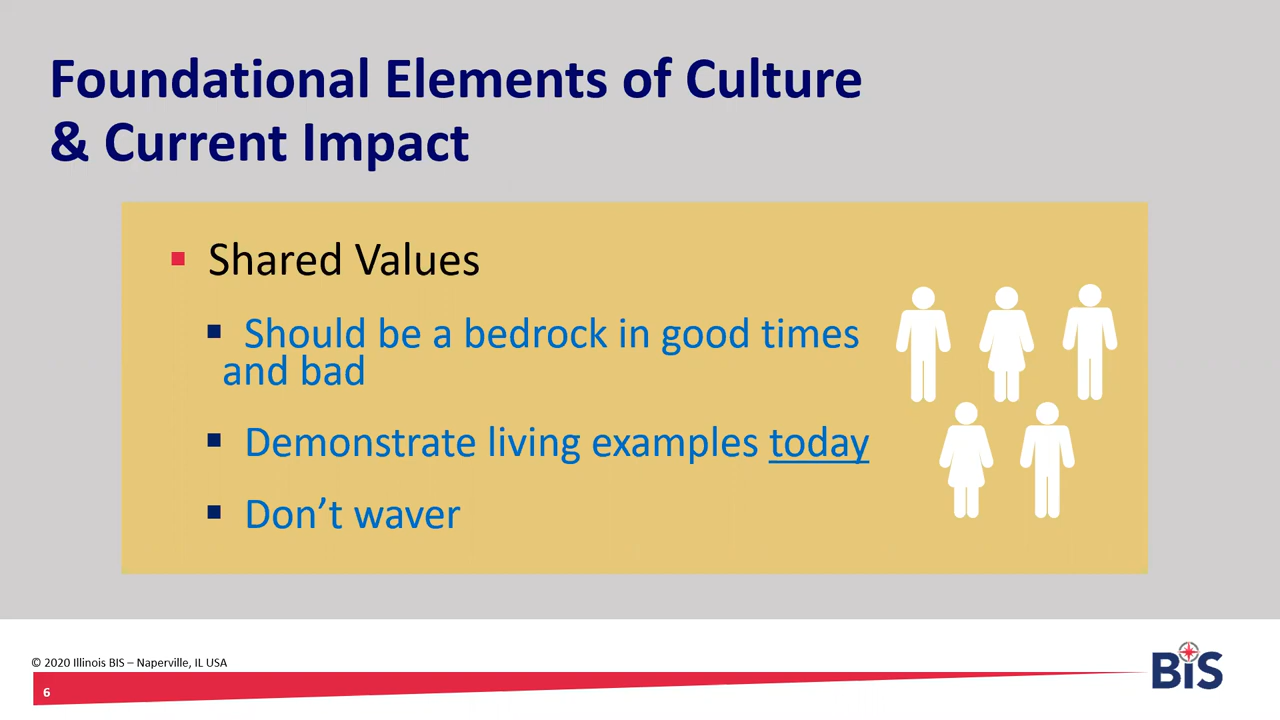 Foundational Elements of Culture
& Current Impact
Shared Values
Should be a bedrock in good times
and bad
Demonstrate living examples today
Don’t waver
© 2020 Illinois BIS – Naperville, IL USA
6
BiS